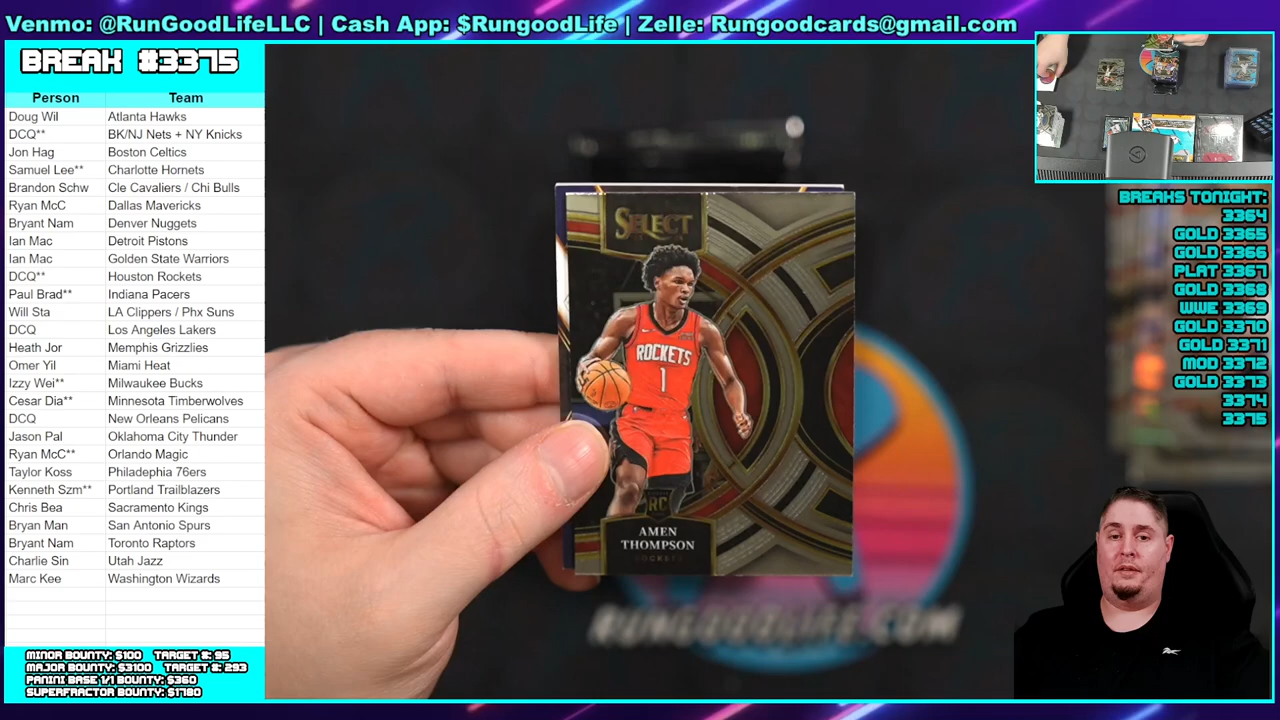 Venmo: @RunGoodLifeLLC | Cash App: $RungoodLife | Zelle: Rungoodcards@gmail.com
BREAK #3375
Person Team
Doug Wil Atlanta Hawks
DCQ** BK/NJ Nets + NY Knicks
Jon Hag Boston Celtics
Samuel Lee** Charlotte Hornets
Brandon Schw Cle Cavaliers / Chi Bulls
Ryan McC Dallas Mavericks
Bryant Nam Denver Nuggets
Ian Mac Detroit Pistons
Ian Mac Golden State Warriors
DCQ** Houston Rockets
Paul Brad** Indiana Pacers
Will Sta LA Clippers / Phx Suns
DCQ Los Angeles Lakers
Heath Jor Memphis Grizzlies
Omer Yil Miami Heat
Izzy Wei** Milwaukee Bucks
Cesar Dia** Minnesota Timberwolves
DCQ New Orleans Pelicans
Jason Pal Oklahoma City Thunder
Ryan McC** Orlando Magic
Taylor Koss Philadephia 76ers
Kenneth Szm** Portland Trailblazers
Chris Bea Sacramento Kings
Bryan Man San Antonio Spurs
Bryant Nam Toronto Raptors
Charlie Sin Utah Jazz
Marc Kee Washington Wizards
MINOR BOUNTY: $100 TARGET #: 95
MAJOR BOUNTY: $3100 TARGET #: 293
PANINI BASE 1/1 BOUNTY: $360
SUPERFRACTOR BOUNTY: $1780
SELECT
ROCKETS
1
RC
AMEN
THOMPSON
ROCKETS
RUNGOODLIFE.COM
BREAKS TONIGHT:
3364
GOLD 3365
GOLD 3366
PLAT 3367
GOLD 3368
WWE 3369
GOLD 3370
GOLD 3371
MOD 3372
GOLD 3373
3374
3375